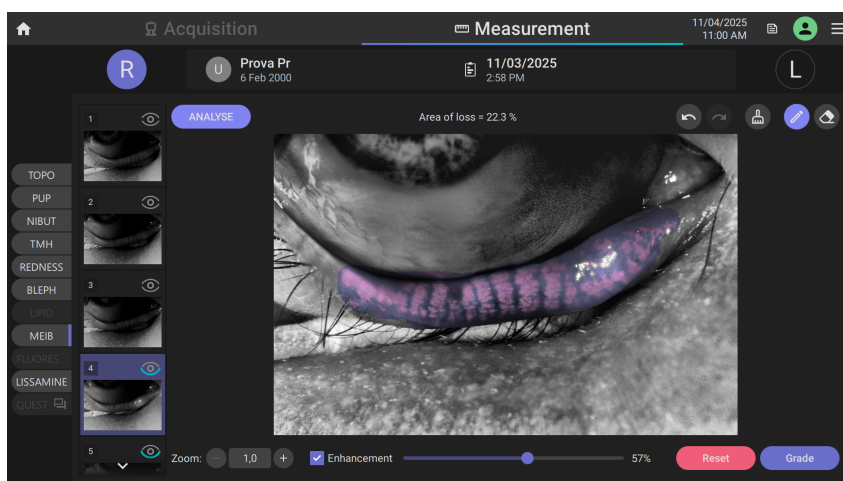 Acquisition
Measurement
11/04/2025
11:00 AM
R
U
Prova Pr
6 Feb 2000
11/03/2025
2:58 PM
L
1
ANALYSE
Area of loss = 22.3 %
TOPO
PUP
NIBUT
TMH
REDNESS
BLEPH
LIPID
MEIB
FLUORES...
LISSAMINE
QUEST
2
3
4
5
Zoom:
1,0
Enhancement
57%
Reset
Grade